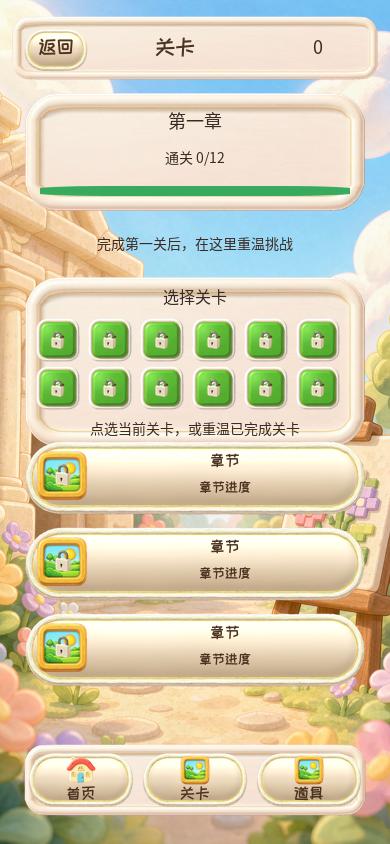 返回
关卡
0
第一章
通关 0/12
完成第一关后，在这里重温挑战
选择关卡
点选当前关卡，或重温已完成关卡
章节
章节进度
章节
章节进度
章节
章节进度
首页
关卡
道具